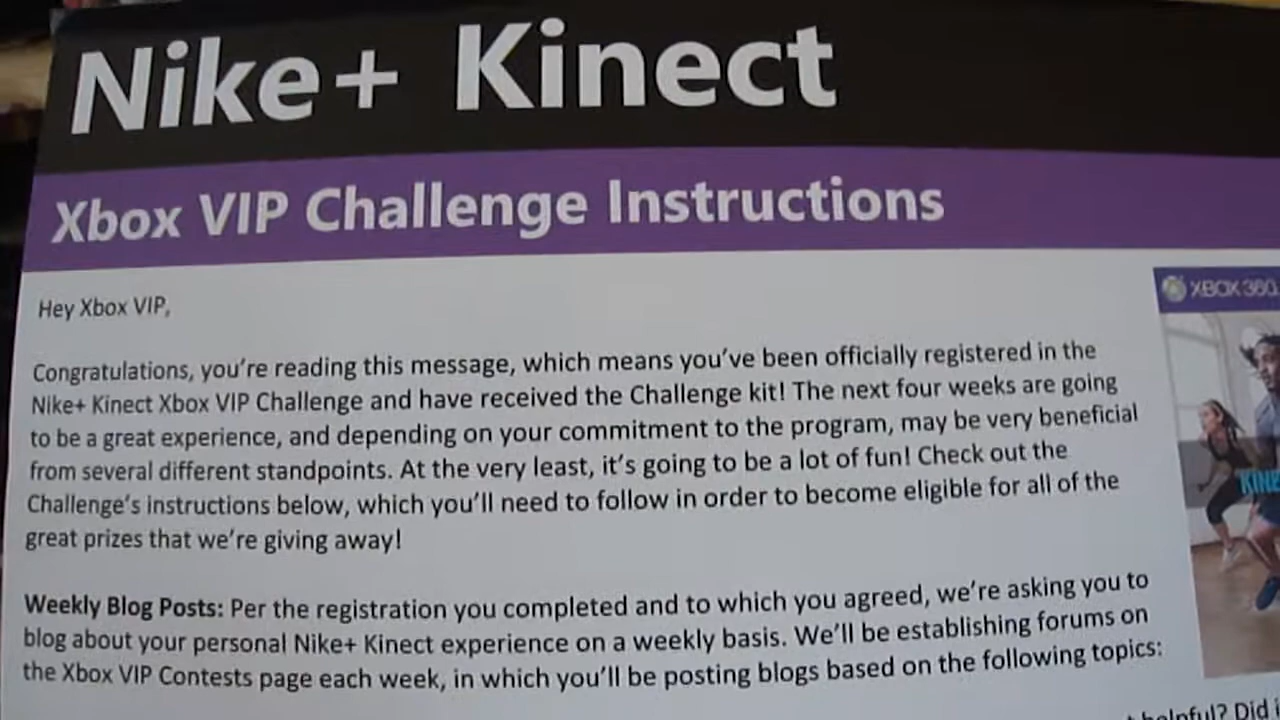 Nike+ Kinect
Xbox VIP Challenge Instructions
Hey Xbox VIP,
XBOX 360
Congratulations, you're reading this message, which means you've been officially registered in the
Nike+ Kinect Xbox VIP Challenge and have received the Challenge kit! The next four weeks are going
to be a great experience, and depending on your commitment to the program, may be very beneficial
from several different standpoints. At the very least, it's going to be a lot of fun! Check out the
Challenge's instructions below, which you'll need to follow in order to become eligible for all of the
great prizes that we're giving away!
KINE
Weekly Blog Posts: Per the registration you completed and to which you agreed, we're asking you to
blog about your personal Nike+ Kinect experience on a weekly basis. We'll be establishing forums on
the Xbox VIP Contests page each week, in which you'll be posting blogs based on the following topics:
helpful? Did